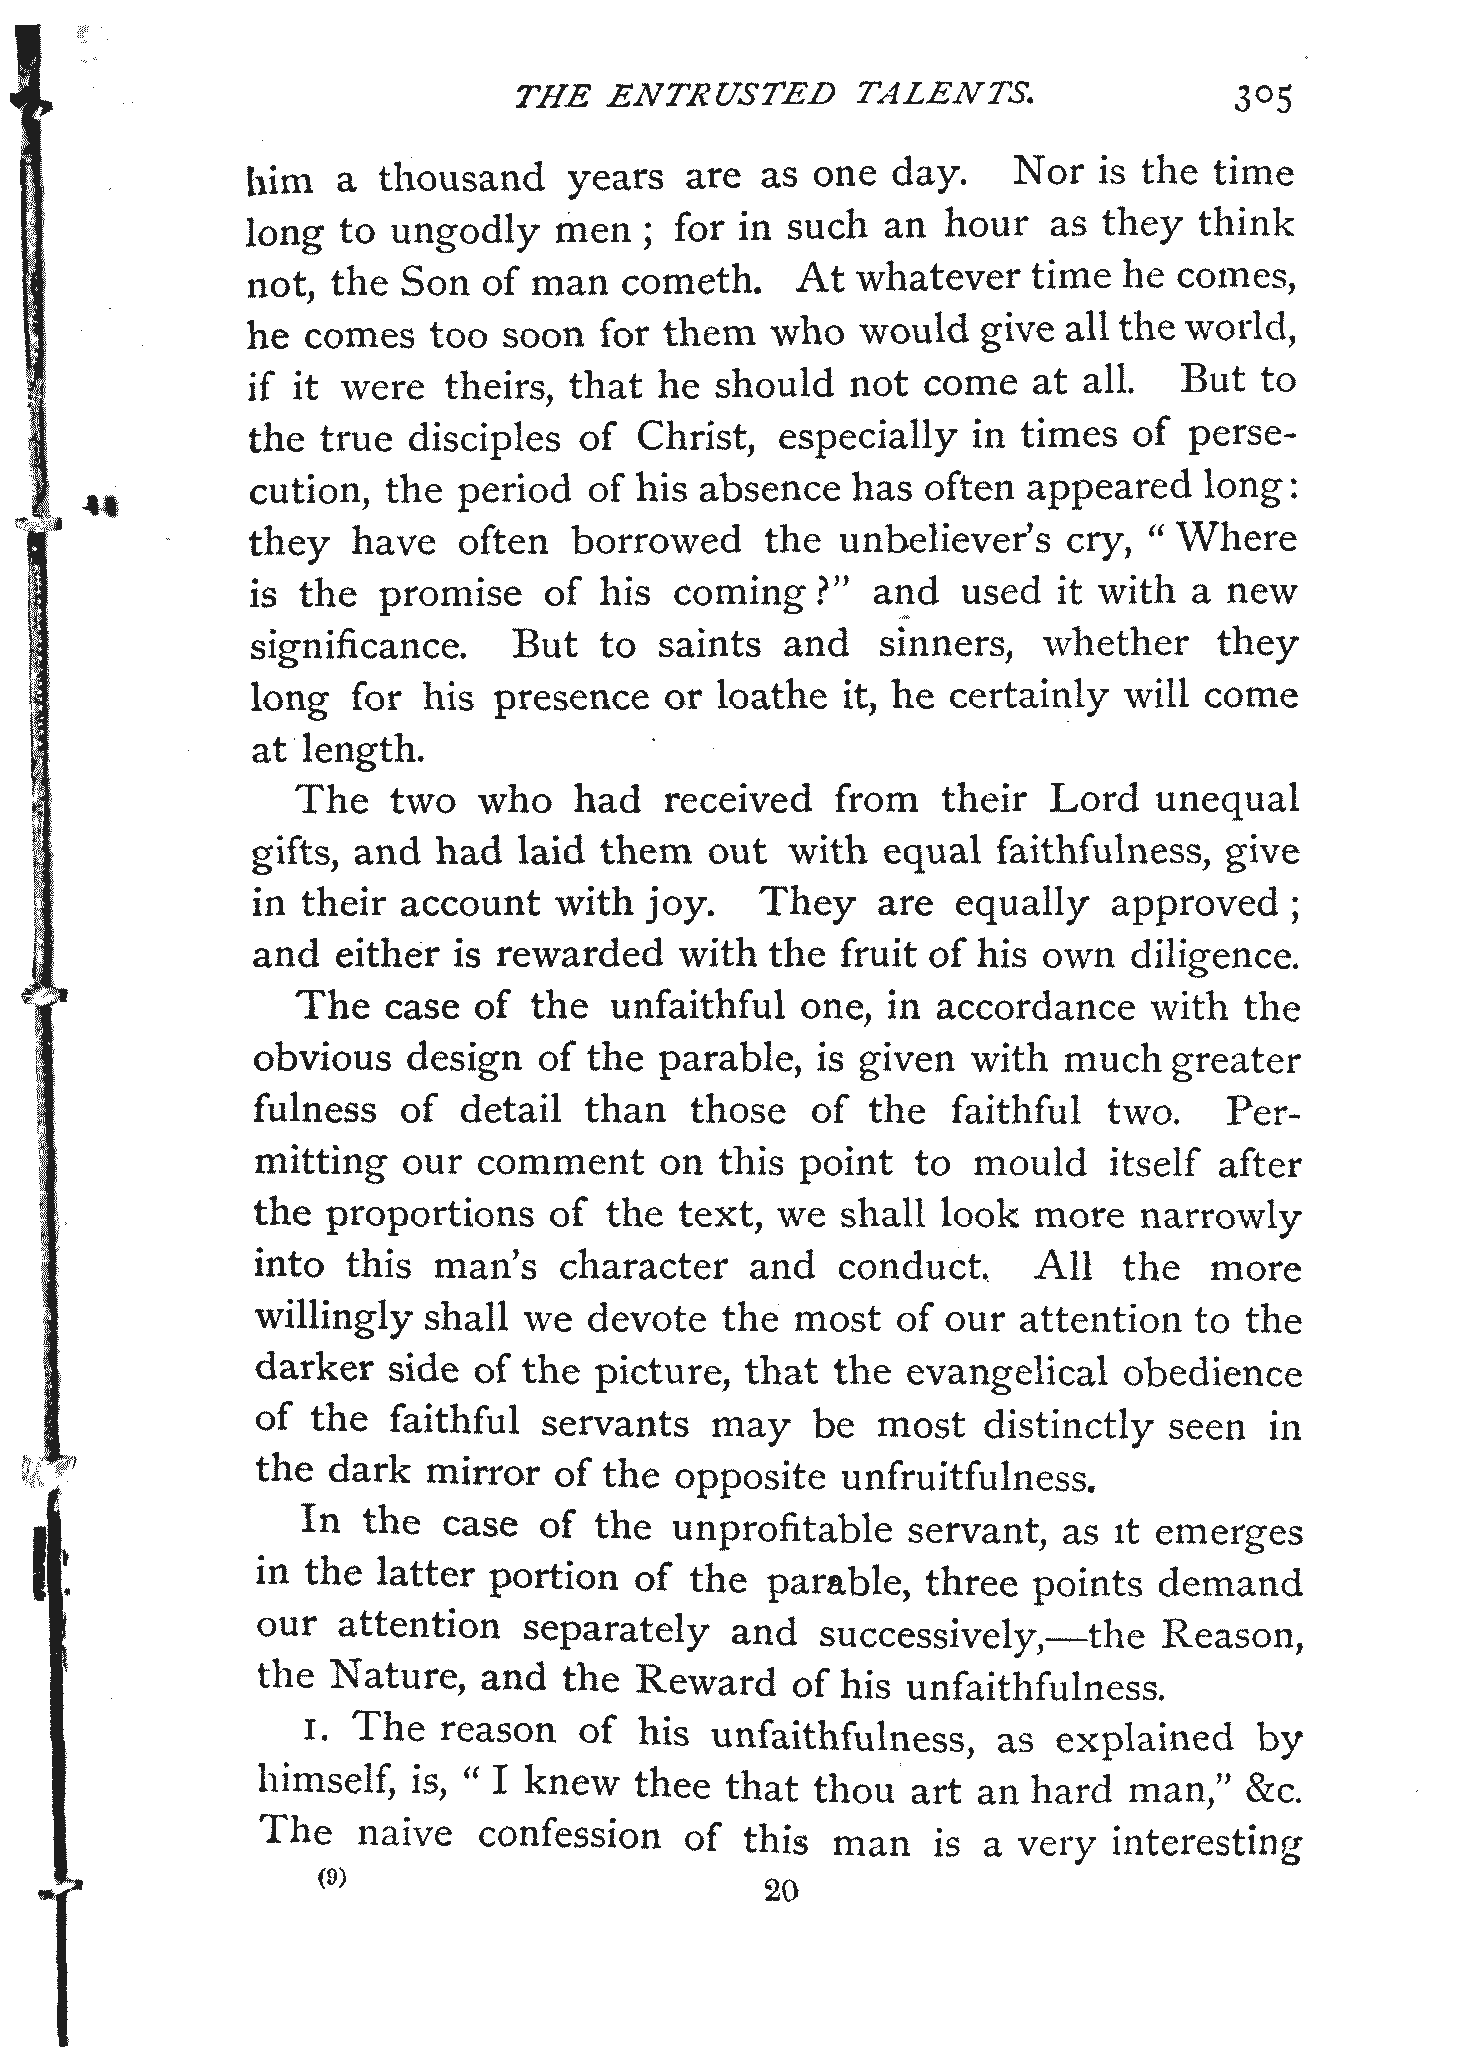 THE ENTRUSTED TALENTS. 305
him a thousand years are as one day. Nor is the time
long to ungodly men ; for in such an hour as they think
not, the Son of man cometh. At whatever time he comes,
he comes too soon for them who would give all the world,
if it were theirs, that he should not come at all. But to
the true disciples of Christ, especially in times of perse-
cution, the period of his absence has often appeared long:
they have often borrowed the unbeliever's cry, " Where
is the promise of his coming ?" and used it with a new
significance. But to saints and sinners, whether they
long for his presence or loathe it, he certainly will come
at length.
The two who had received from their Lord unequal
gifts, and had laid them out with equal faithfulness, give
in their account with joy. They are equally approved ;
and either is rewarded with the fruit of his own diligence.
The case of the unfaithful one, in accordance with the
obvious design of the parable, is given with much greater
fulness of detail than those of the faithful two. Per-
mitting our comment on this point to mould itself after
the proportions of the text, we shall look more narrowly
into this man's character and conduct. All the more
willingly shall we devote the most of our attention to the
darker side of the picture, that the evangelical obedience
of the faithful servants may be most distinctly seen in
the dark mirror of the opposite unfruitfulness.
In the case of the unprofitable servant, as it emerges
in the latter portion of the parable, three points demand
our attention separately and successively,—the Reason,
the Nature, and the Reward of his unfaithfulness.
1. The reason of his unfaithfulness, as explained by
himself, is, " I knew thee that thou art an hard man," &c.
The naive confession of this man is a very interesting
(9) 20